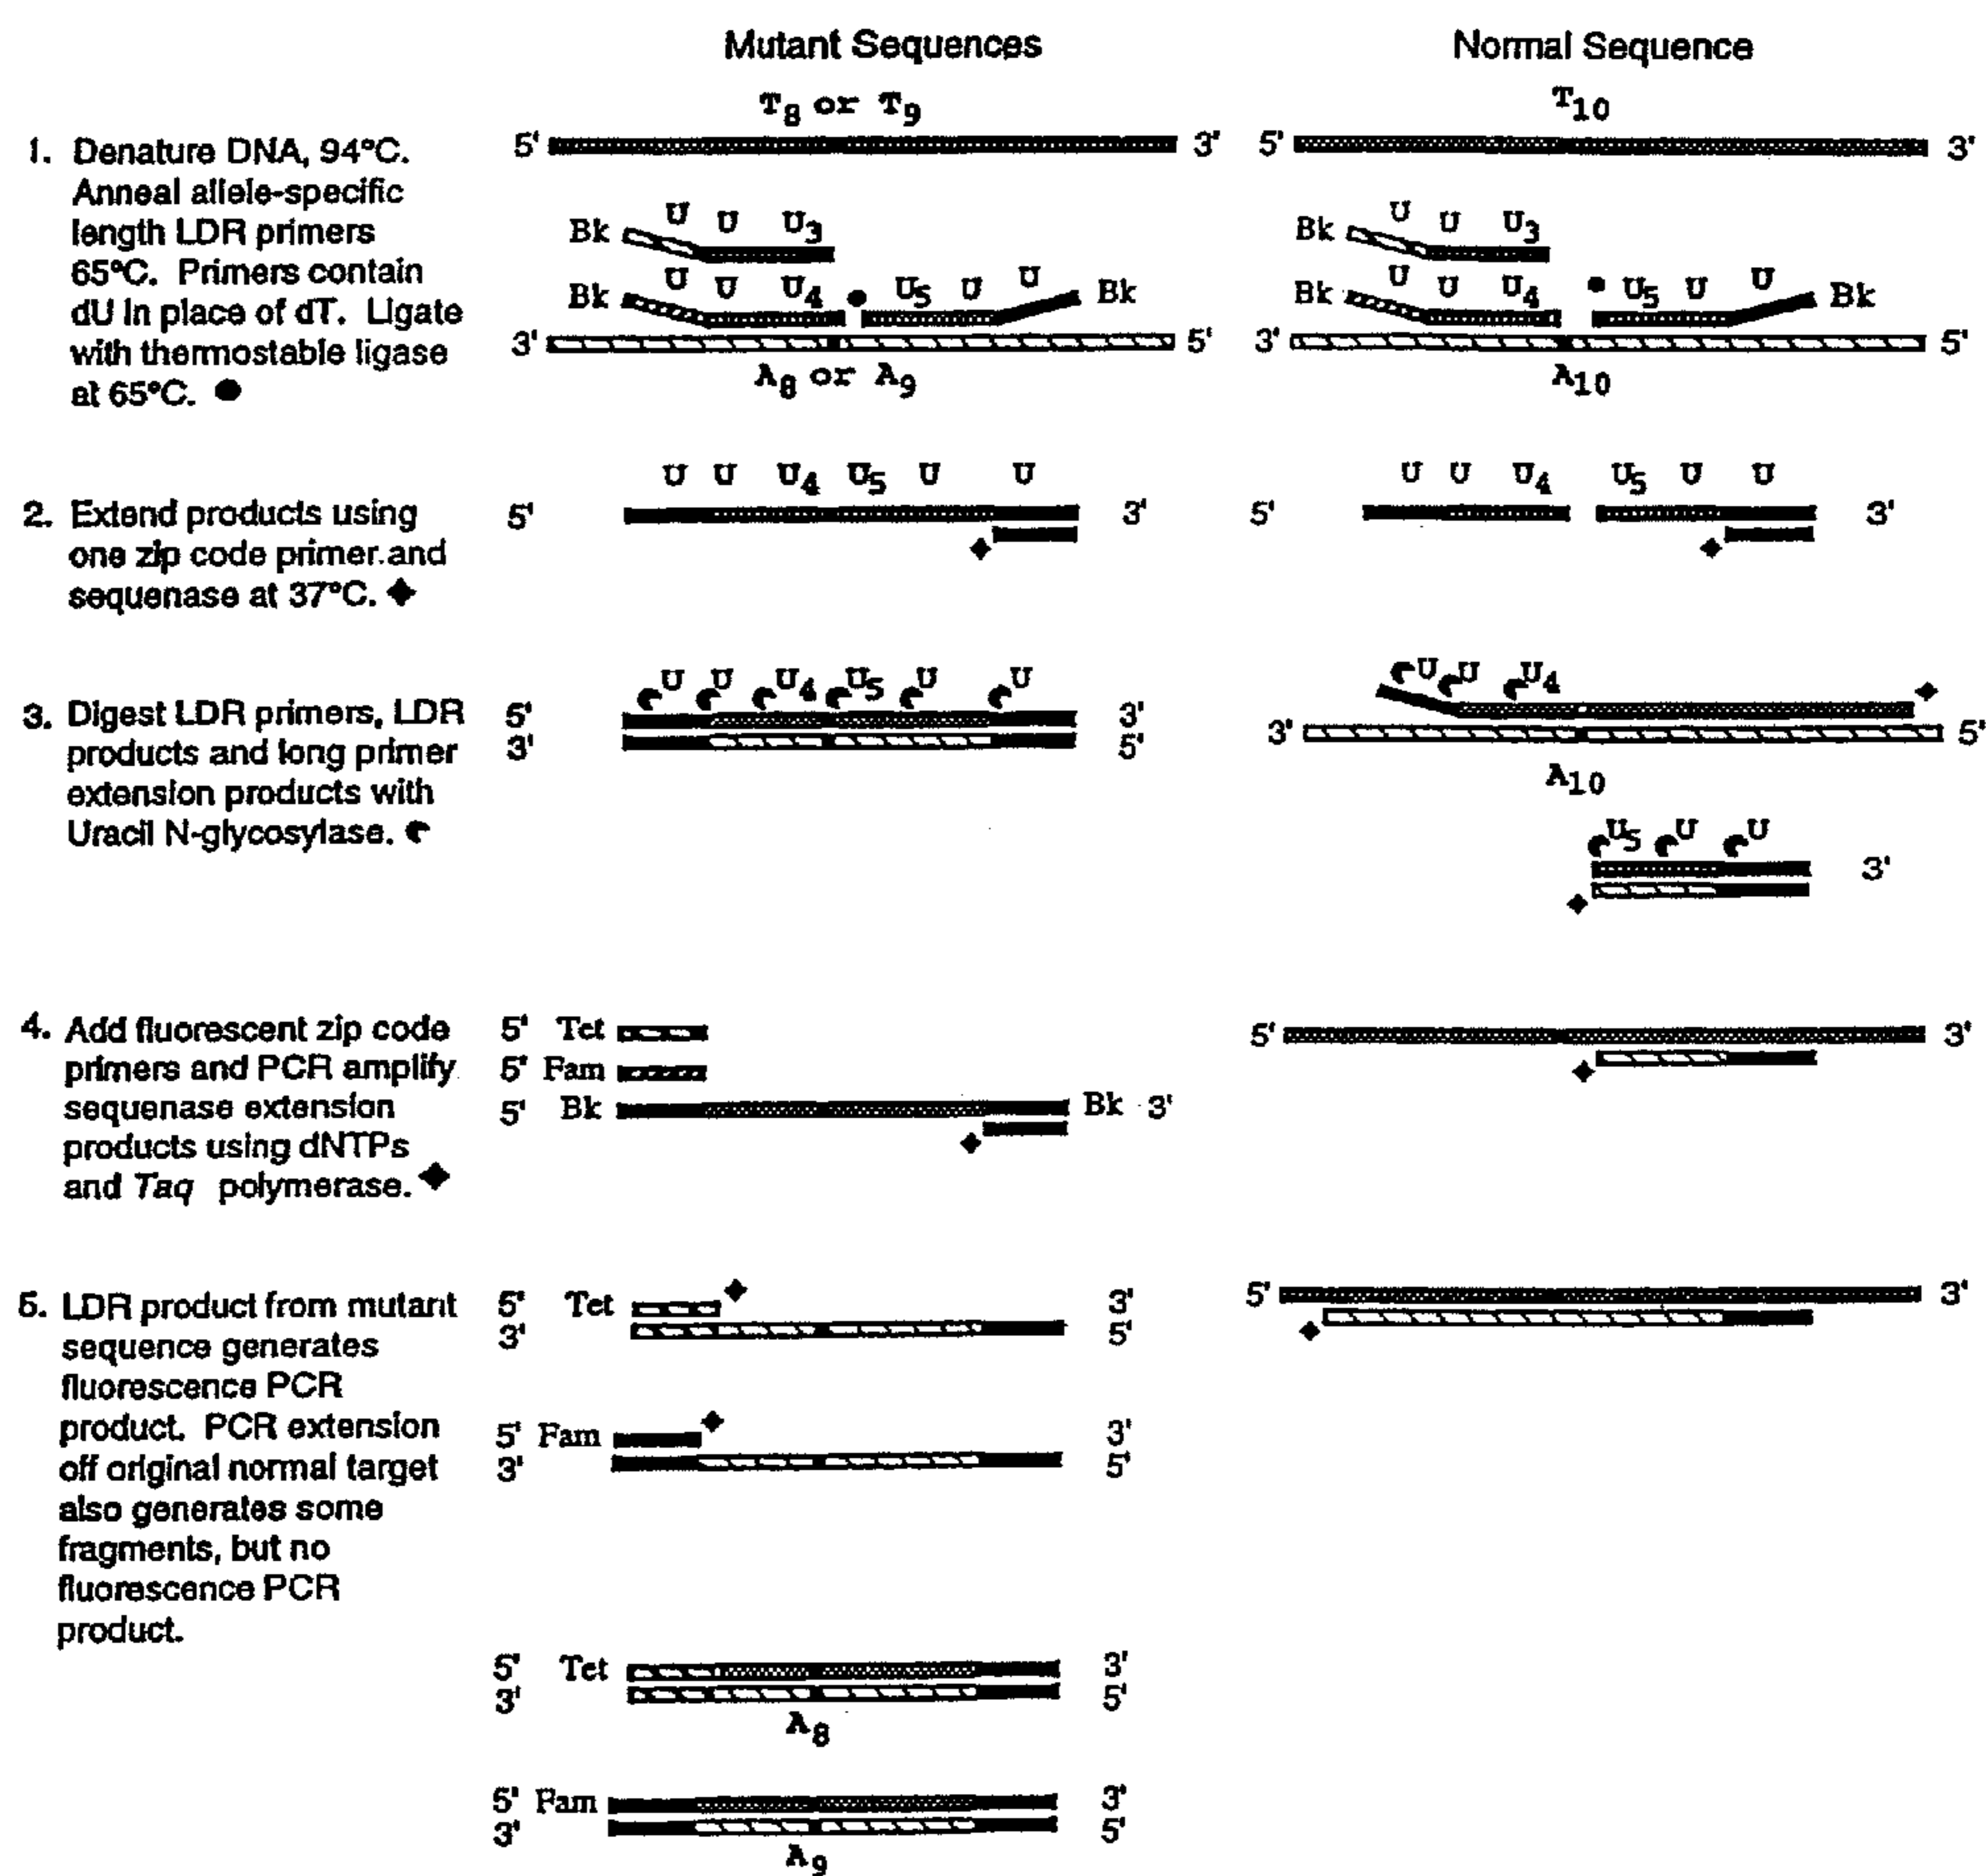 Mutant Sequences
Normal Sequence
T8 or T9
T10
1. Denature DNA, 94°C.
Anneal allele-specific
length LDR primers
65°C. Primers contain
dU in place of dT. Ligate
with thermostable ligase
at 65°C. ●
5' 3' 5' 3'
Bk U U U3
Bk U U U3
Bk U U U4 U5 U U Bk
Bk U U U4 U5 U U Bk
3' 5' 3' 5'
A8 or A9
A10
2. Extend products using
one zip code primer and
sequenase at 37°C. ◆
U U U4 U5 U U
U U U4 U5 U U
5' 3' 5' 3'
3. Digest LDR primers, LDR
products and long primer
extension products with
Uracil N-glycosylase.
U U U4 U5 U U
U U U4
5' 3'
3' 5'
3' 5'
A10
U5 U U
3'
4. Add fluorescent zip code
primers and PCR amplify
sequenase extension
products using dNTPs
and Taq polymerase. ◆
5' Tet
5' Fam
5' Bk Bk 3'
5' 3'
5. LDR product from mutant
sequence generates
fluorescence PCR
product. PCR extension
off original normal target
also generates some
fragments, but no
fluorescence PCR
product.
5' Tet 3'
3' 5'
5' 3'
5' Fam 3'
3' 5'
5' Tet 3'
3' 5'
A8
5' Fam 3'
3' 5'
A9